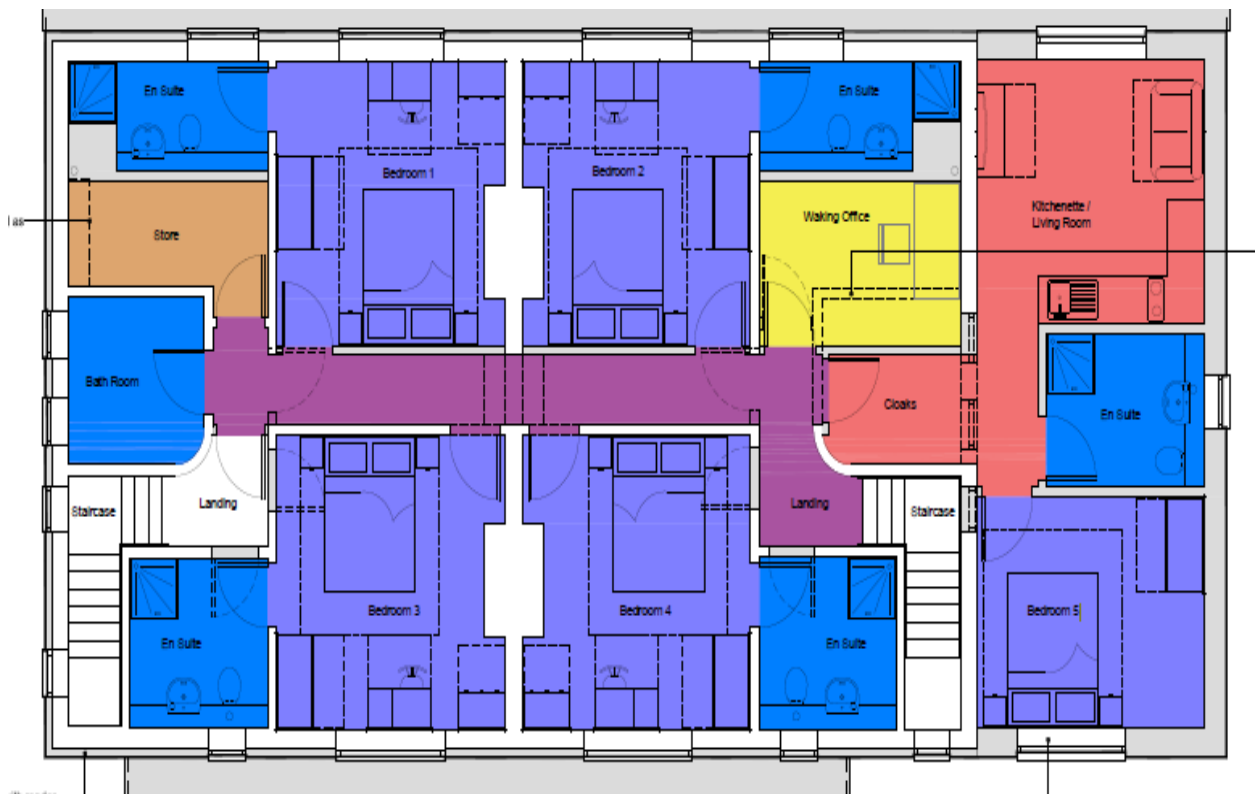 En Suite
Bedroom 1
Bedroom 2
En Suite
Kitchenette /
Living Room
Waking Office
Store
l as
Bath Room
Cloaks
En Suite
Staircase
Landing
Landing
Staircase
En Suite
Bedroom 3
Bedroom 4
En Suite
Bedroom 5